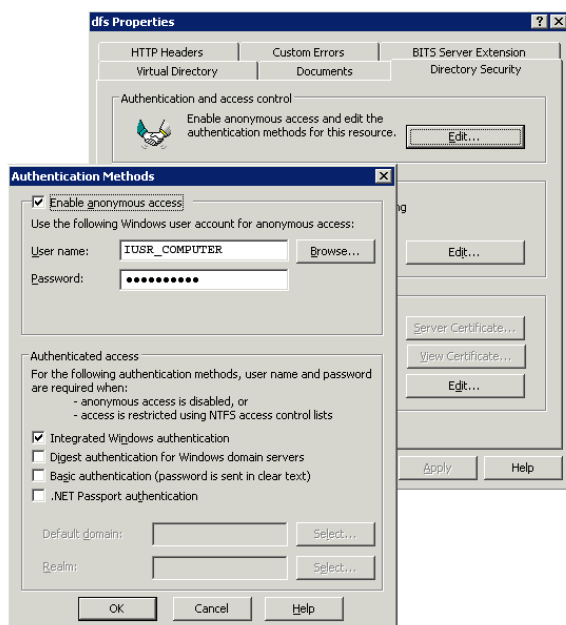 dfs Properties
HTTP Headers
Custom Errors
BITS Server Extension
Virtual Directory
Documents
Directory Security
Authentication and access control
Enable anonymous access and edit the
authentication methods for this resource.
Edit...
Edit...
Server Certificate...
View Certificate...
Edit...
Apply
Help
Authentication Methods
Enable anonymous access
Use the following Windows user account for anonymous access:
User name:
IUSR_COMPUTER
Browse...
Password:
●●●●●●●●●●
Authenticated access
For the following authentication methods, user name and password
are required when:
- anonymous access is disabled, or
- access is restricted using NTFS access control lists
Integrated Windows authentication
Digest authentication for Windows domain servers
Basic authentication (password is sent in clear text)
.NET Passport authentication
Default domain:
Select...
Realm:
Select...
OK
Cancel
Help